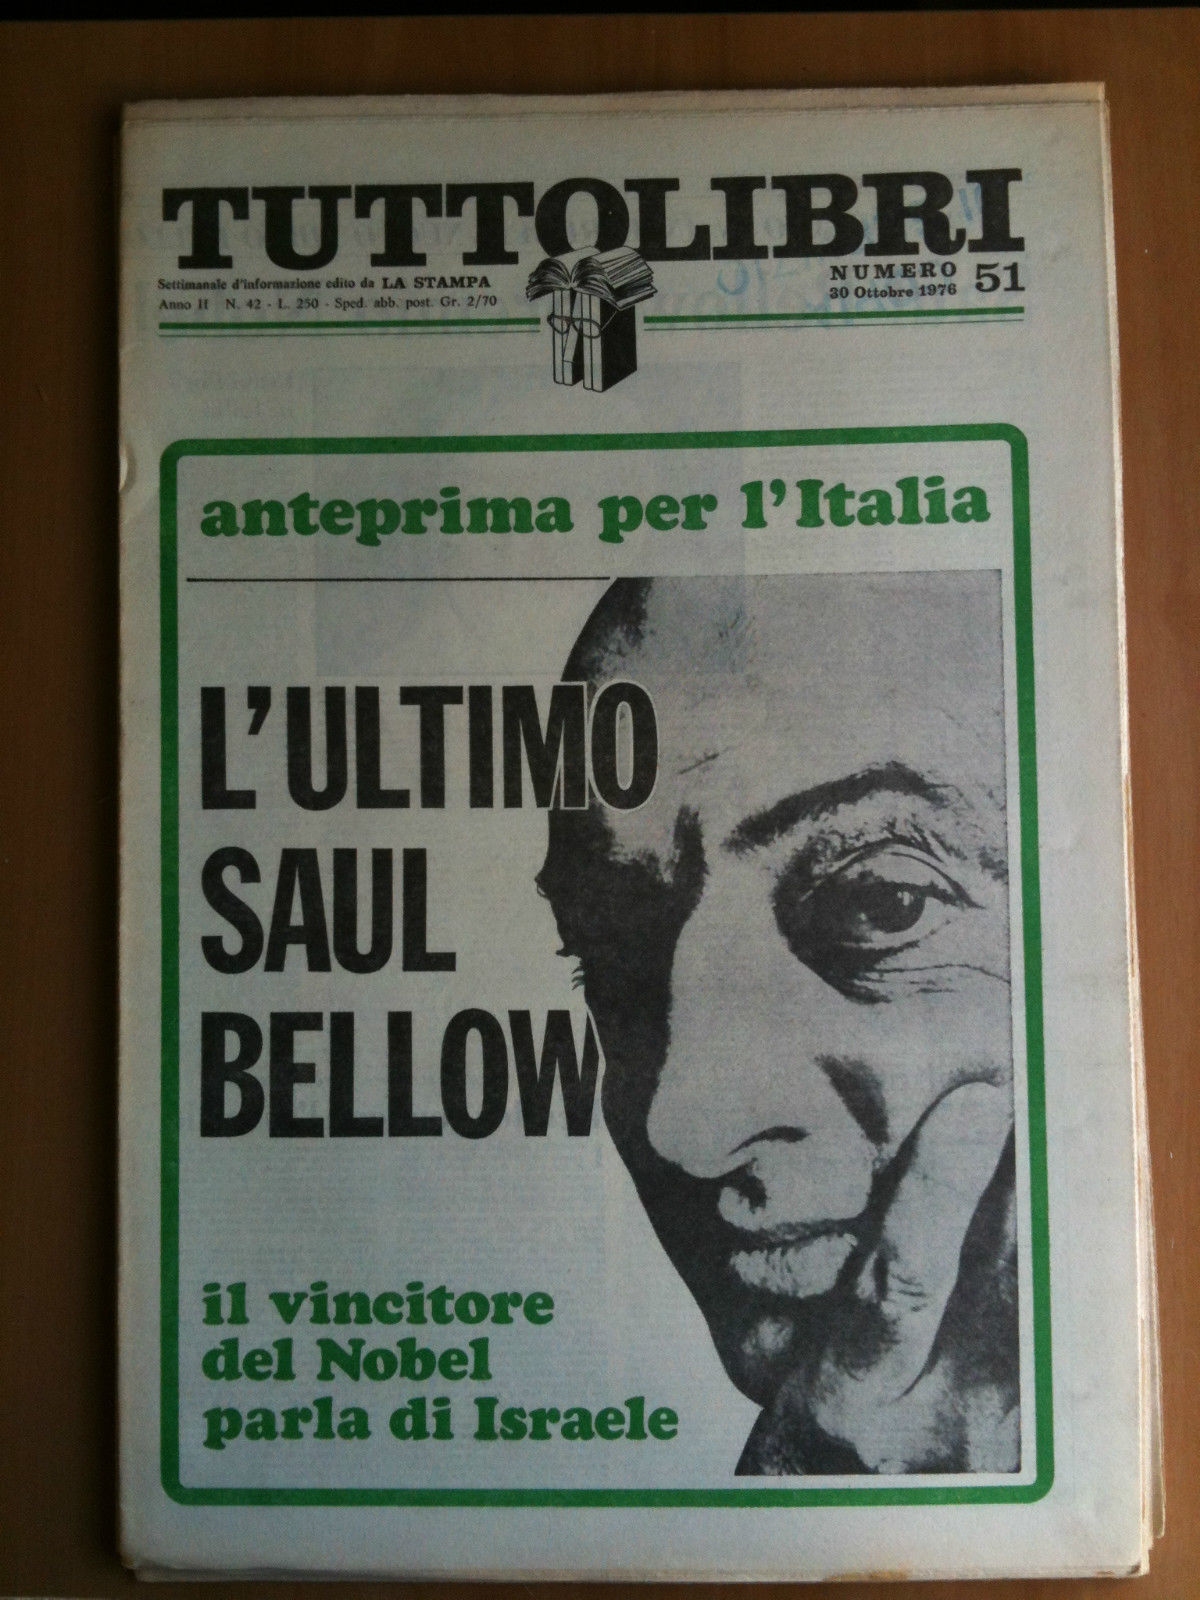 TUTTOLIBRI
Settimanale d'informazione edito da LA STAMPA
Anno II N. 42 - L. 250 - Sped. abb. post. Gr. 2/70
NUMERO 51
30 Ottobre 1976
anteprima per l'Italia
L'ULTIMO
SAUL
BELLOW
il vincitore
del Nobel
parla di Israele